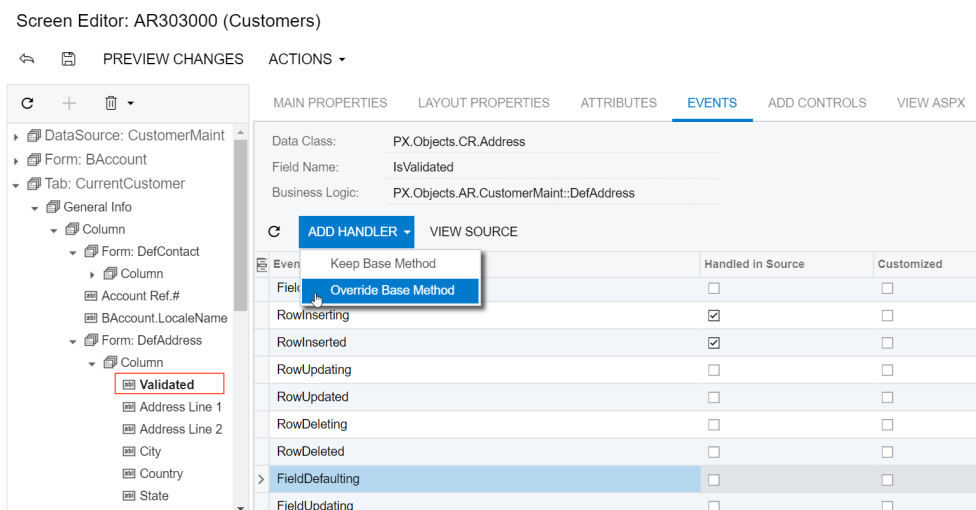 Screen Editor: AR303000 (Customers)
PREVIEW CHANGES ACTIONS
MAIN PROPERTIES LAYOUT PROPERTIES ATTRIBUTES EVENTS ADD CONTROLS VIEW ASPX
DataSource: CustomerMaint
Form: BAccount
Tab: CurrentCustomer
General Info
Column
Form: DefContact
Column
Account Ref.#
BAccount.LocaleName
Form: DefAddress
Column
Validated
Address Line 1
Address Line 2
City
Country
State
Data Class: PX.Objects.CR.Address
Field Name: IsValidated
Business Logic: PX.Objects.AR.CustomerMaint::DefAddress
ADD HANDLER VIEW SOURCE
Keep Base Method
Override Base Method
Handled in Source Customized
RowInserting
RowInserted
RowUpdating
RowUpdated
RowDeleting
RowDeleted
FieldDefaulting
FieldUpdating